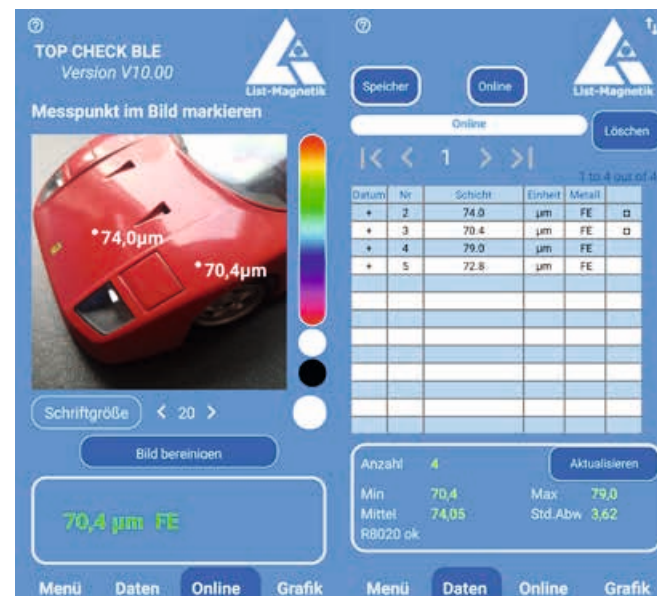 TOP CHECK BLE
Version V10.00
List-Magnetik
Messpunkt im Bild markieren
74,0µm
70,4µm
Schriftgröße < 20 >
Bild bereinigen
70,4 µm FE
Menü Daten Online Grafik
List-Magnetik
Speicher Online
Online
Löschen
|< < 1 > >|
1 to 4 out of 4
Datum Nr Schicht Einheit Metall
+ 2 74.0 µm FE
+ 3 70.4 µm FE
+ 4 79.0 µm FE
+ 5 72.8 µm FE
Anzahl 4 Aktualisieren
Min 70,4 Max 79,0
Mittel 74,05 Std.Abw 3,62
R8020 ok
Menü Daten Online Grafik